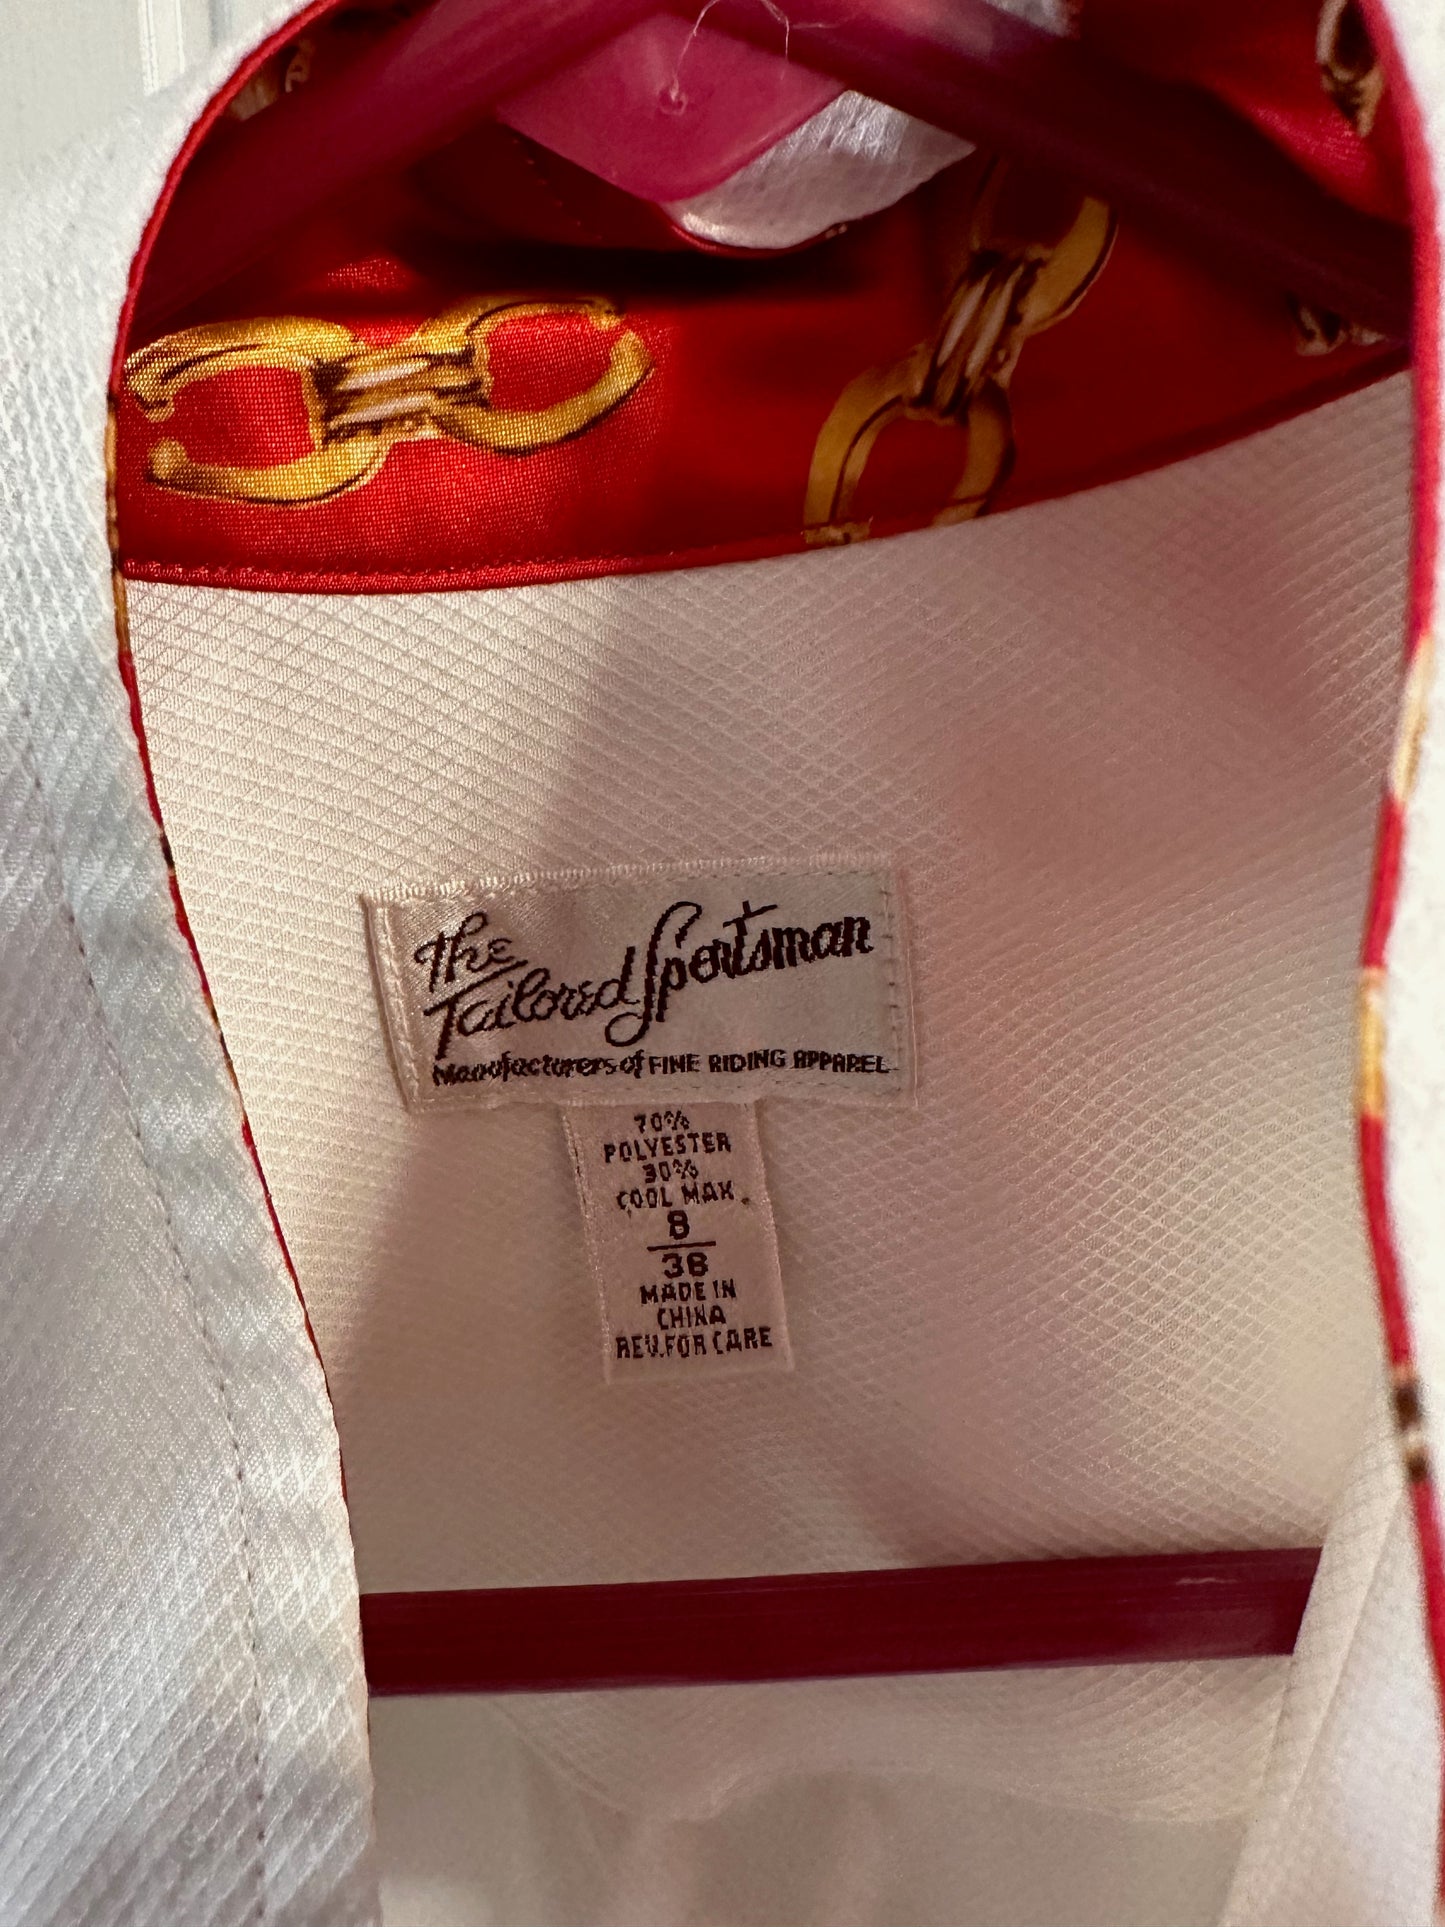 The
Tailored Sportsman
Manufacturers of FINE RIDING APPAREL
70%
POLYESTER
30%
COOL MAX
8
38
MADE IN
CHINA
REV.FOR CARE